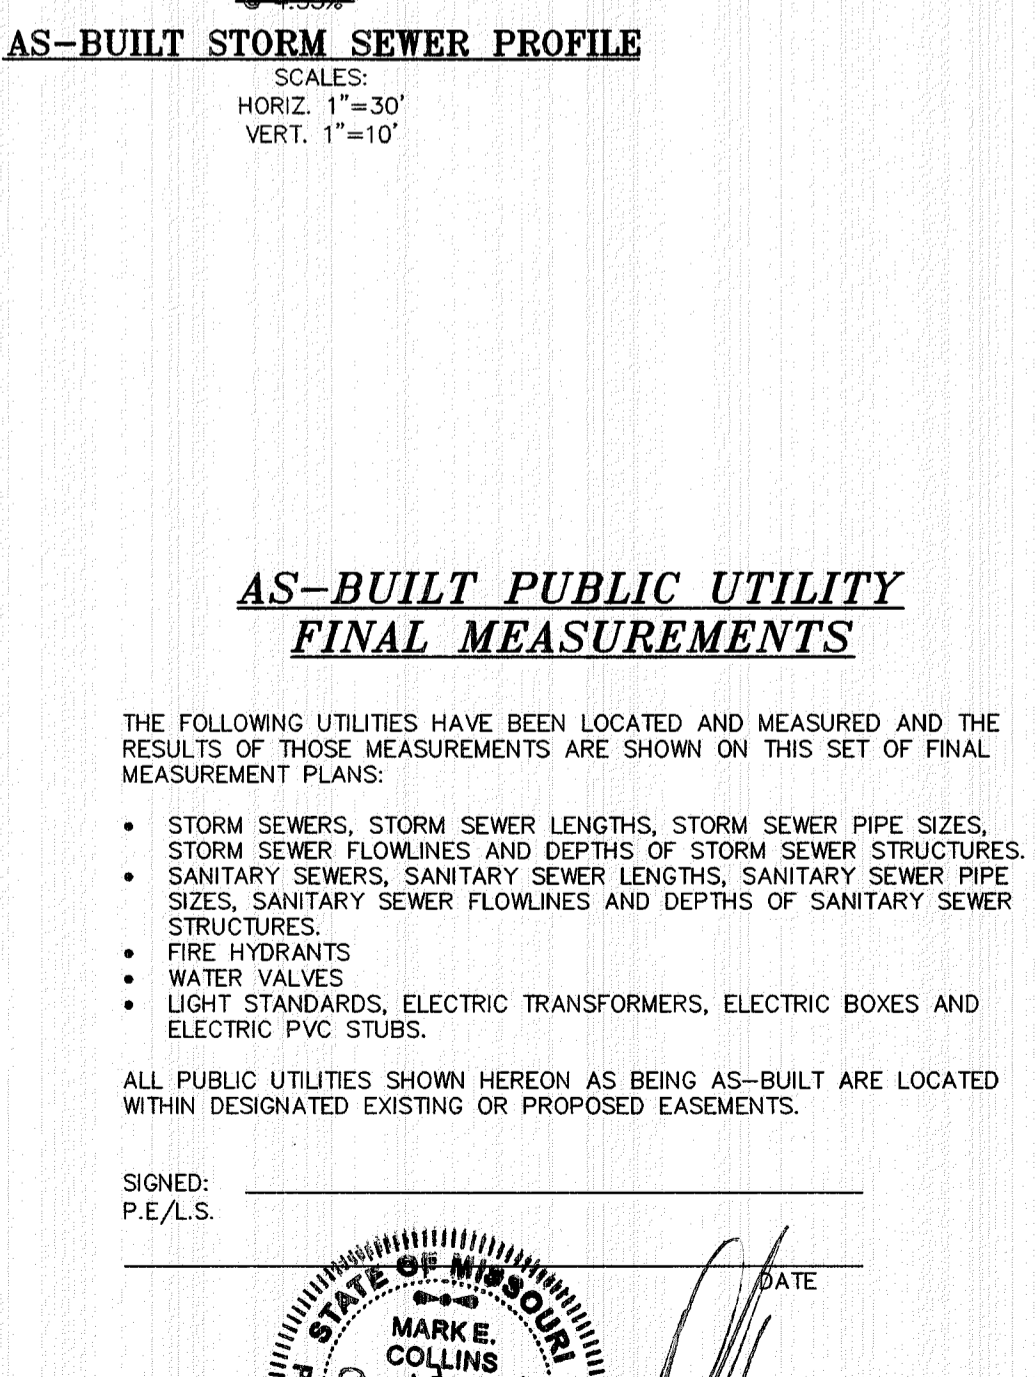 AS-BUILT STORM SEWER PROFILE
SCALES:
HORIZ. 1"=30'
VERT. 1"=10'
AS-BUILT PUBLIC UTILITY
FINAL MEASUREMENTS
THE FOLLOWING UTILITIES HAVE BEEN LOCATED AND MEASURED AND THE
RESULTS OF THOSE MEASUREMENTS ARE SHOWN ON THIS SET OF FINAL
MEASUREMENT PLANS:
• STORM SEWERS, STORM SEWER LENGTHS, STORM SEWER PIPE SIZES,
STORM SEWER FLOWLINES AND DEPTHS OF STORM SEWER STRUCTURES.
• SANITARY SEWERS, SANITARY SEWER LENGTHS, SANITARY SEWER PIPE
SIZES, SANITARY SEWER FLOWLINES AND DEPTHS OF SANITARY SEWER
STRUCTURES.
• FIRE HYDRANTS
• WATER VALVES
• LIGHT STANDARDS, ELECTRIC TRANSFORMERS, ELECTRIC BOXES AND
ELECTRIC PVC STUBS.
ALL PUBLIC UTILITIES SHOWN HEREON AS BEING AS-BUILT ARE LOCATED
WITHIN DESIGNATED EXISTING OR PROPOSED EASEMENTS.
SIGNED:
P.E/L.S.
DATE
STATE OF MISSOURI
MARK E.
COLLINS